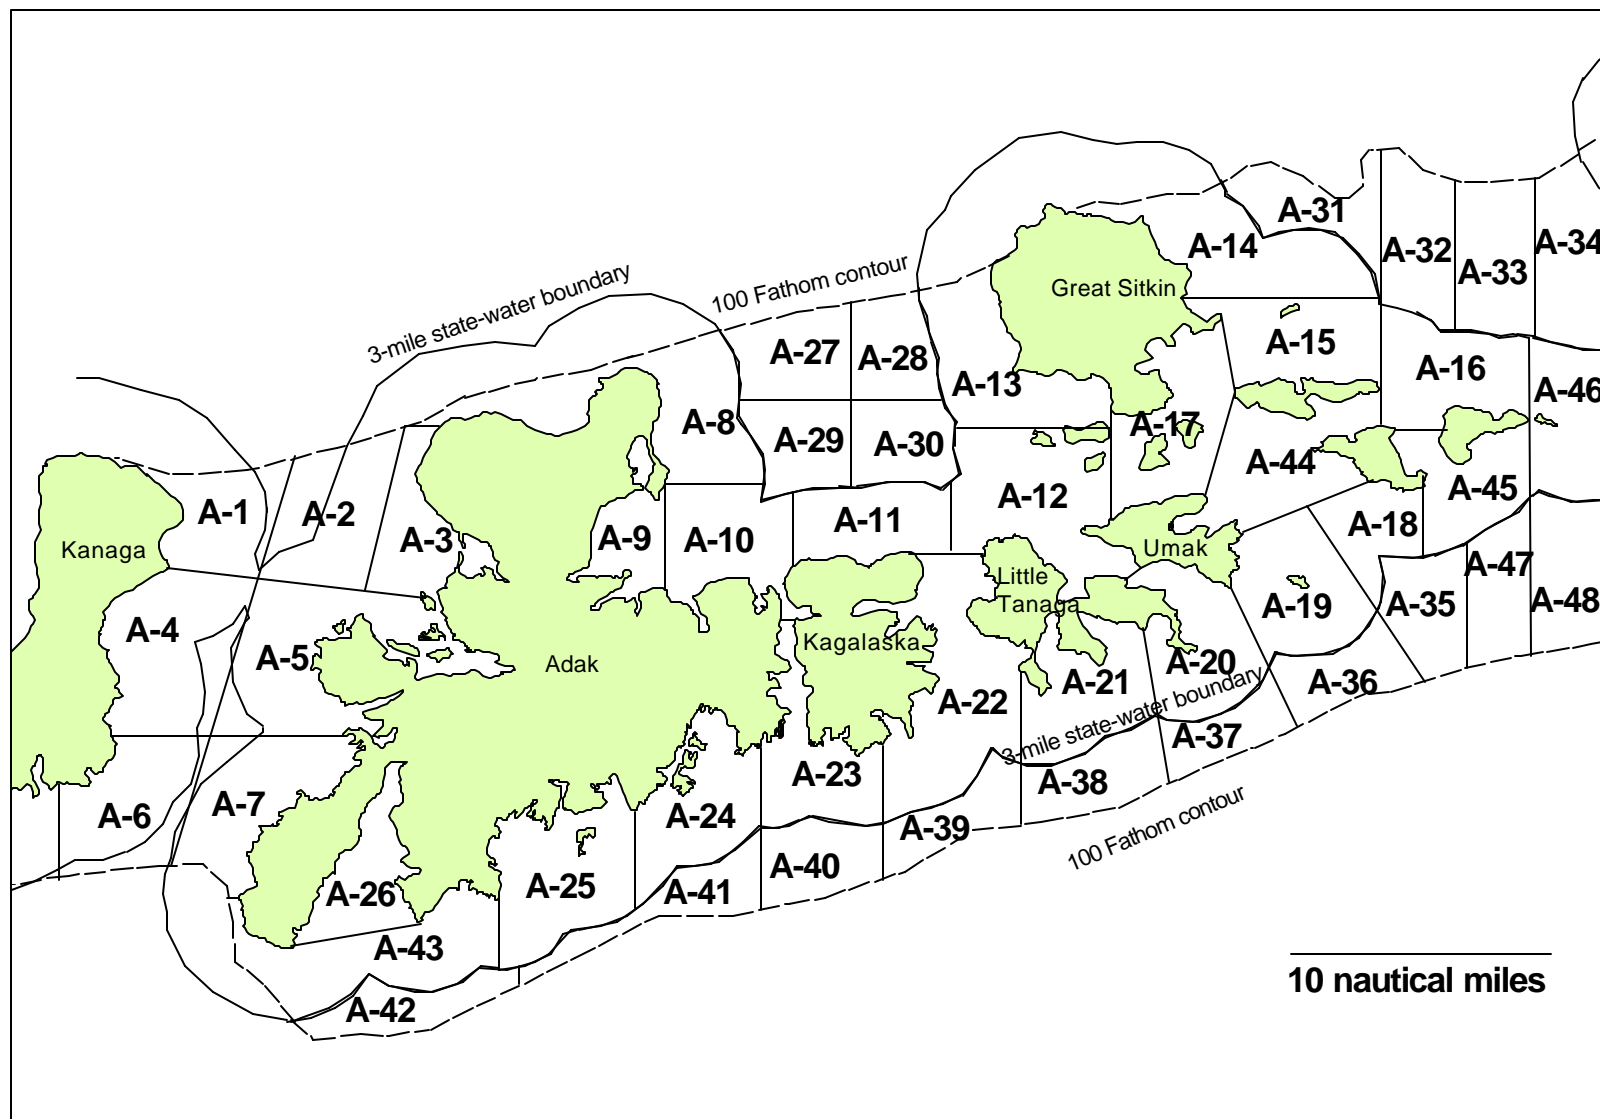 A-31
A-34
A-14
A-32
A-33
3-mile state-water boundary
100 Fathom contour
Great Sitkin
A-27
A-28
A-15
A-13
A-16
A-46
A-8
A-29
A-30
A-17
A-44
A-45
A-1
A-2
A-3
A-9
A-10
A-11
A-12
A-18
Kanaga
Umak
A-47
Little
Tanaga
A-4
A-19
A-35
A-48
A-5
Adak
Kagalaska
A-20
A-21
A-36
A-22
3-mile state-water boundary
A-37
A-23
A-38
A-6
A-7
A-24
A-39
100 Fathom contour
A-26
A-25
A-41
A-40
A-43
A-42
10 nautical miles